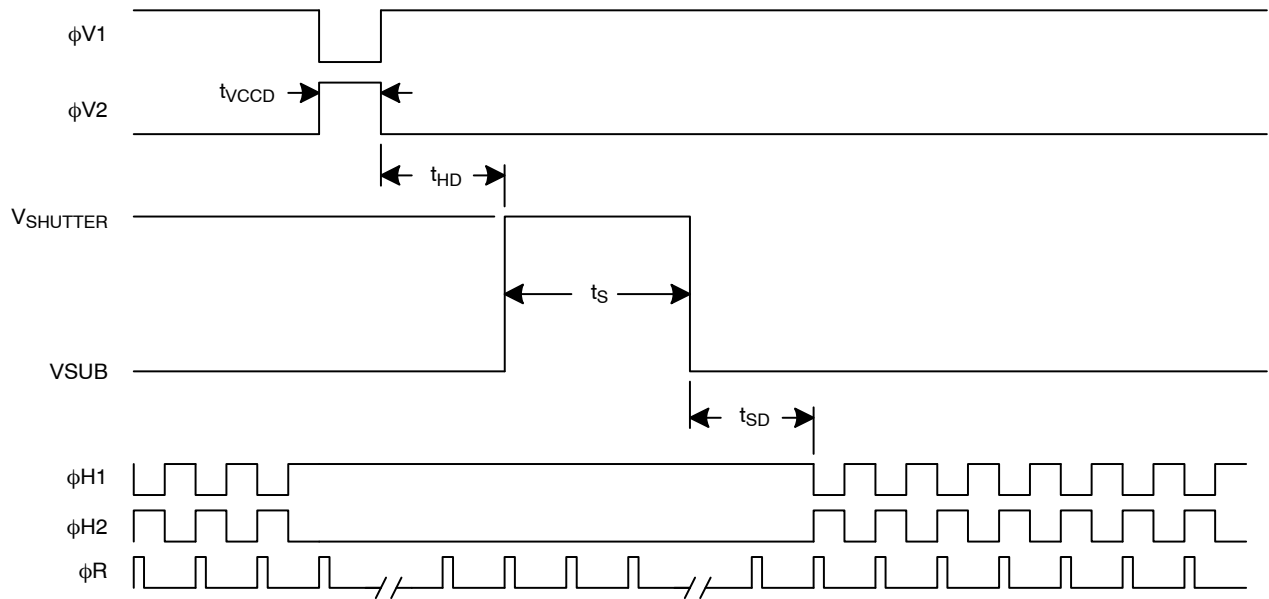 ϕV1
tVCCD
ϕV2
tHD
VSHUTTER
tS
VSUB
tSD
ϕH1
ϕH2
ϕR